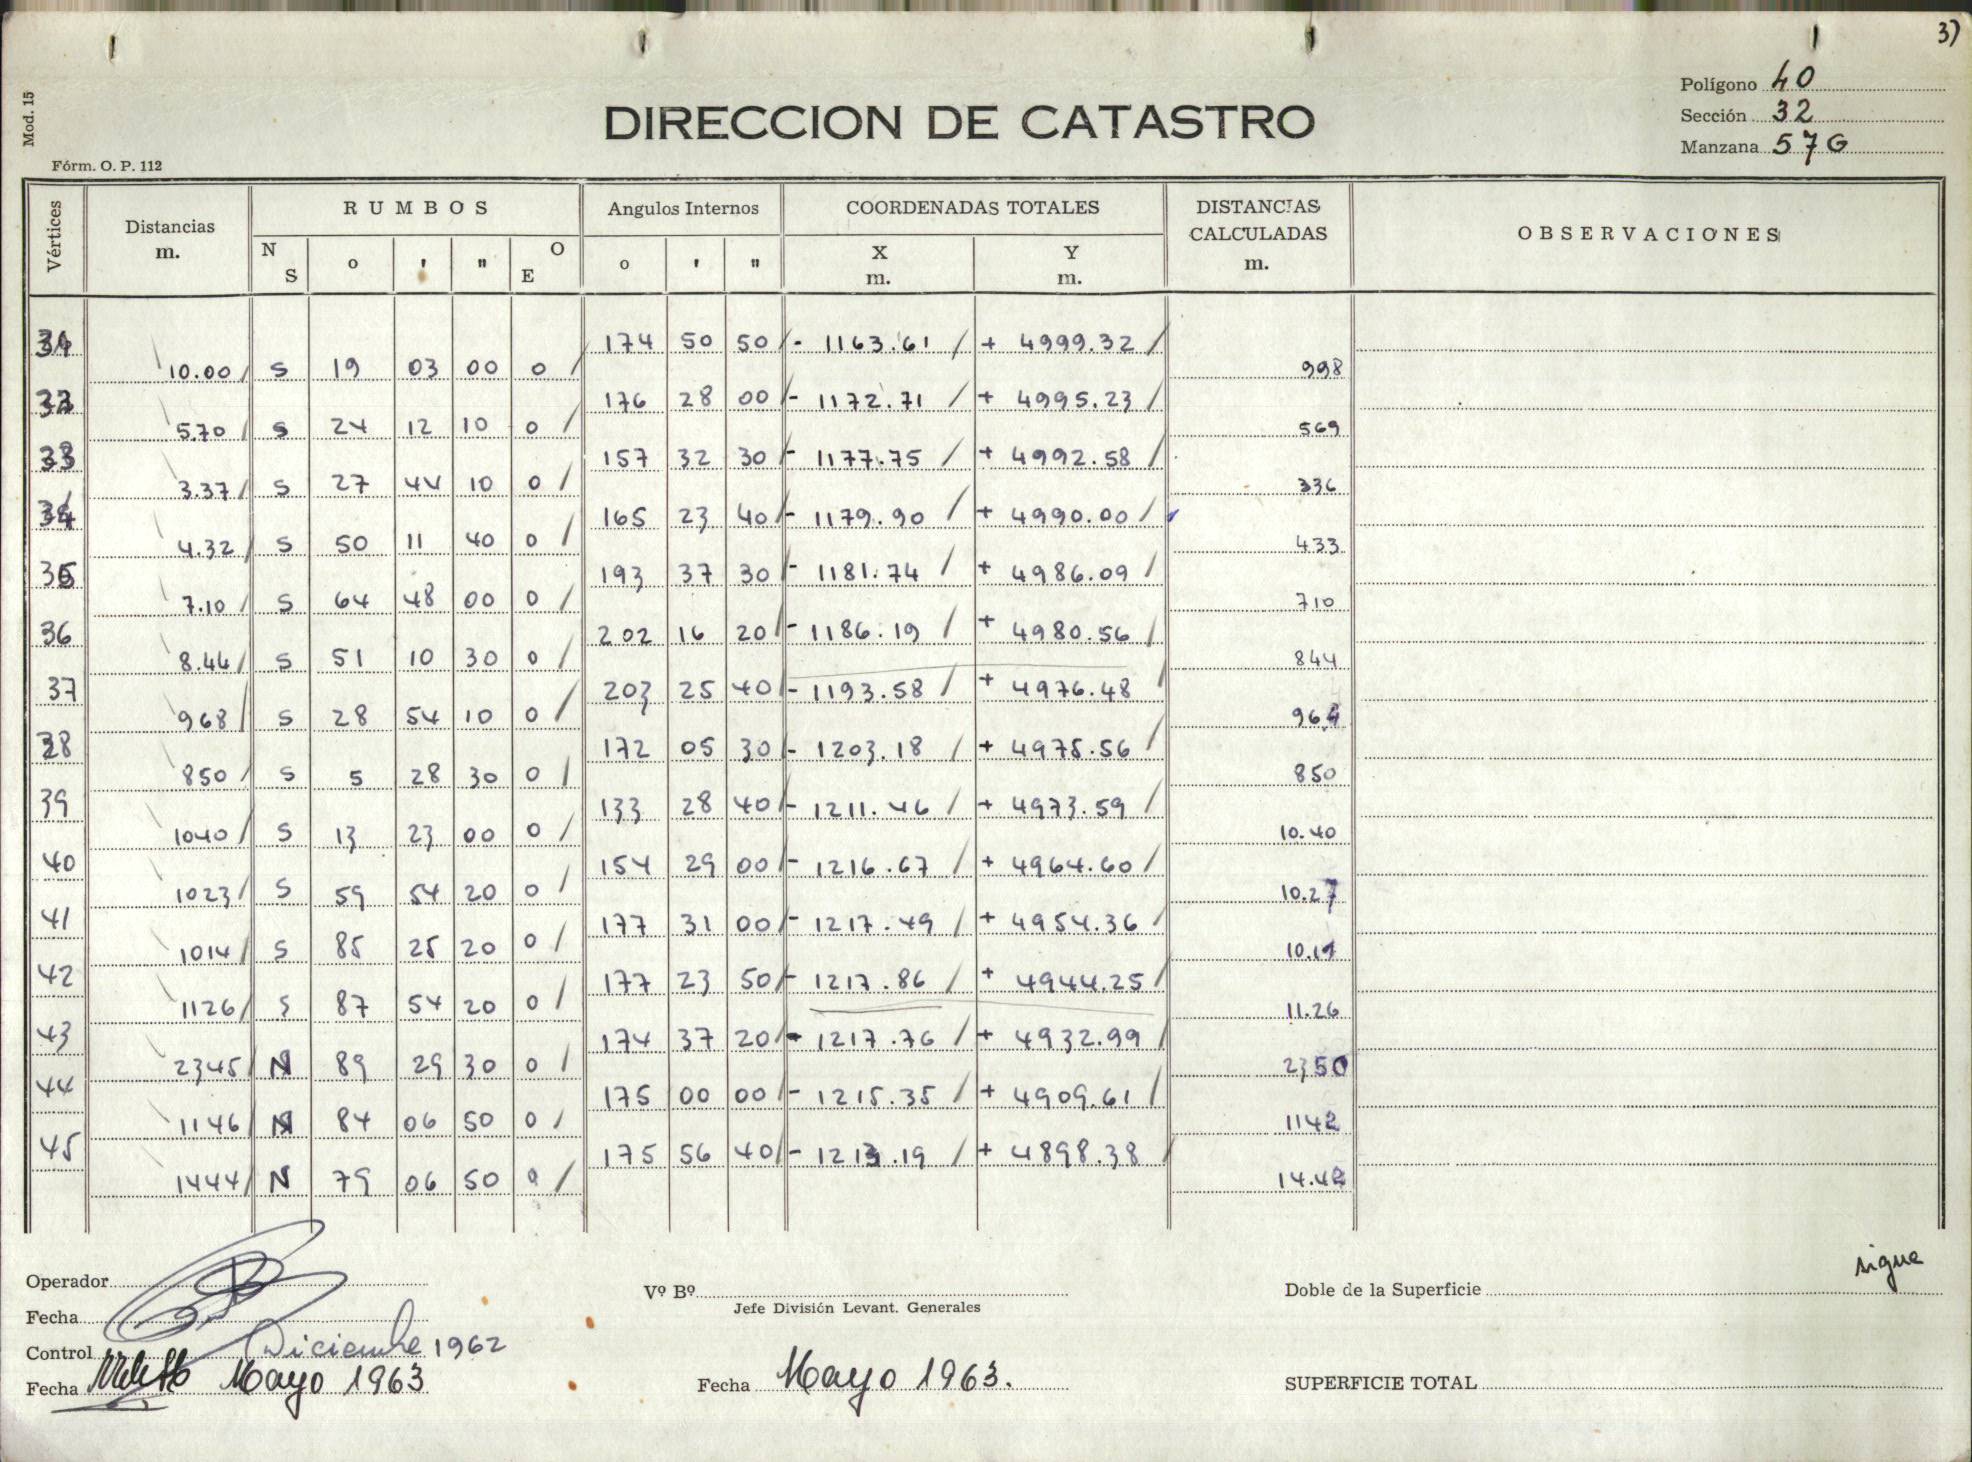 3)
Mod. 15
Polígono 40
Sección 32
Manzana 57G
DIRECCION DE CATASTRO
Fórm. O. P. 112
Vértices Distancias m. RUMBOS N S o ' " O E Angulos Internos o ' " COORDENADAS TOTALES X m. Y m. DISTANCIAS CALCULADAS m. OBSERVACIONES
174 50 50 - 1163.61 + 4999.32
10.00 S 19 03 00 O 998
176 28 00 - 1172.71 + 4995.23
5.70 S 24 12 10 O 569
33 157 32 30 - 1177.75 + 4992.58
3.37 S 27 44 10 O 336
34 165 23 40 - 1179.90 + 4990.00
4.32 S 50 11 40 O 433
35 193 37 30 - 1181.74 + 4986.09
7.10 S 64 48 00 O 710
36 202 16 20 - 1186.19 + 4980.56
8.46 S 51 10 30 O 844
37 203 25 40 - 1193.58 + 4976.48
968 S 28 54 10 O 964
38 172 05 30 - 1203.18 + 4975.56
850 S 5 28 30 O 850
39 133 28 40 - 1211.46 + 4973.59
1040 S 13 23 00 O 10.40
40 154 29 00 - 1216.67 + 4964.60
1023 S 59 54 20 O 10.27
41 177 31 00 - 1217.49 + 4954.36
1014 S 85 25 20 O 10.11
42 177 23 50 - 1217.86 + 4944.25
1126 S 87 54 20 O 11.26
43 174 37 20 - 1217.76 + 4932.99
2345 N 89 29 30 O 2350
44 175 00 00 - 1215.35 + 4909.61
1146 N 84 06 50 O 1142
45 175 56 40 - 1213.19 + 4898.38
1444 N 79 06 50 O 14.42
sigue
Operador
Vº Bº
Jefe División Levant. Generales
Doble de la Superficie
Fecha
Diciembre 1962
Control
Fecha Mayo 1963
Fecha Mayo 1963.
SUPERFICIE TOTAL